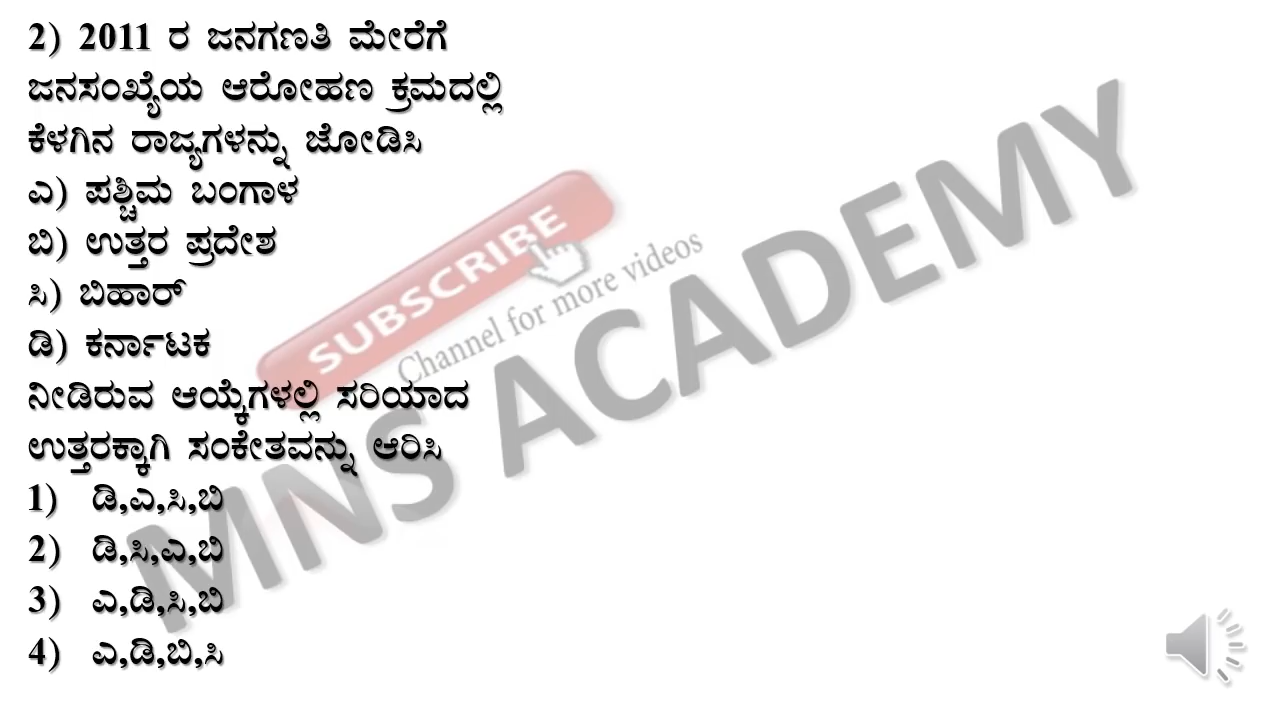 2) 2011 ರ ಜನಗಣತಿ ಮೇರೆಗೆ
ಜನಸಂಖ್ಯೆಯ ಆರೋಹಣ ಕ್ರಮದಲ್ಲಿ
ಕೆಳಗಿನ ರಾಜ್ಯಗಳನ್ನು ಜೋಡಿಸಿ
ಎ) ಪಶ್ಚಿಮ ಬಂಗಾಳ
ಬಿ) ಉತ್ತರ ಪ್ರದೇಶ
ಸಿ) ಬಿಹಾರ್
ಡಿ) ಕರ್ನಾಟಕ
ನೀಡಿರುವ ಆಯ್ಕೆಗಳಲ್ಲಿ ಸರಿಯಾದ
ಉತ್ತರಕ್ಕಾಗಿ ಸಂಕೇತವನ್ನು ಆರಿಸಿ
1) ಡಿ,ಎ,ಸಿ,ಬಿ
2) ಡಿ,ಸಿ,ಎ,ಬಿ
3) ಎ,ಡಿ,ಸಿ,ಬಿ
4) ಎ,ಡಿ,ಬಿ,ಸಿ
SUBSCRIBE
Channel for more videos
MNS ACADEMY